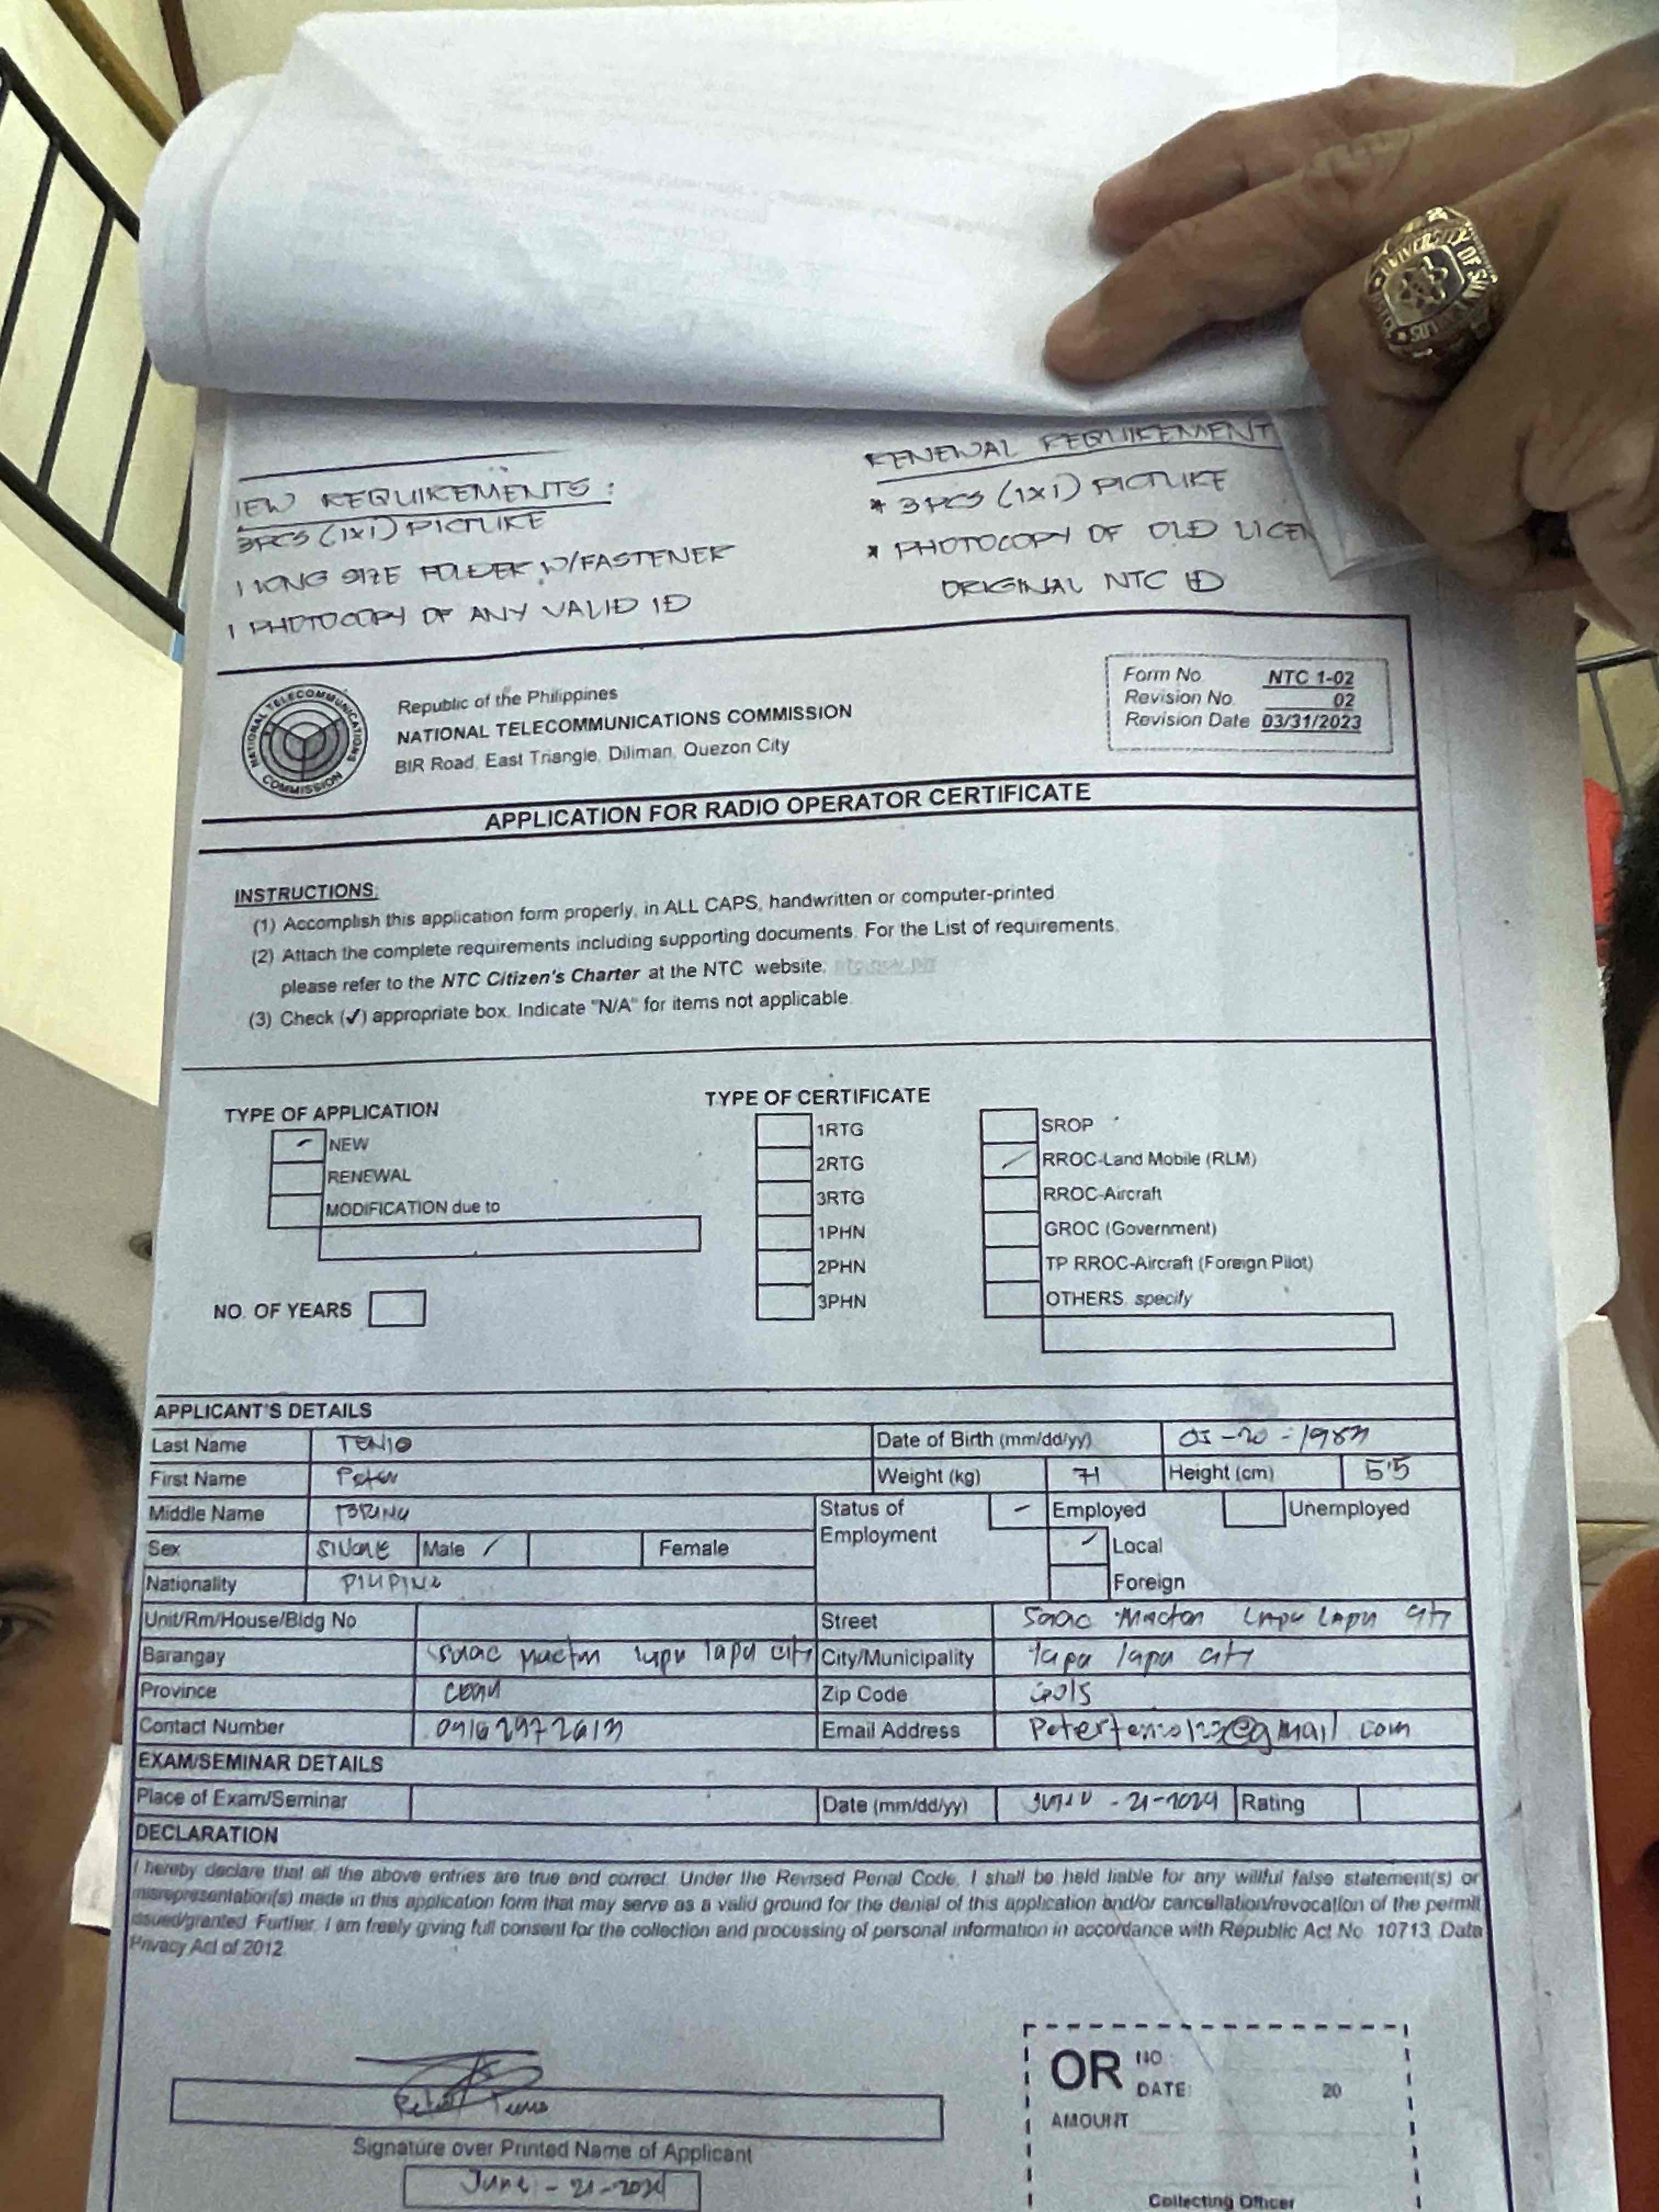 UNIVERSITY OF SAN CARLOS
NEW REQUIREMENTS:
3PCS (1X1) PICTURE
1 LONG SIZE FOLDER W/FASTENER
1 PHOTOCOPY OF ANY VALID ID
RENEWAL REQUIREMENT
* 3PCS (1X1) PICTURE
* PHOTOCOPY OF OLD LICEN
ORIGINAL NTC ID
NATIONAL TELECOMMUNICATIONS COMMISSION
Republic of the Philippines
NATIONAL TELECOMMUNICATIONS COMMISSION
BIR Road, East Triangle, Diliman, Quezon City
Form No. NTC 1-02
Revision No. 02
Revision Date 03/31/2023
APPLICATION FOR RADIO OPERATOR CERTIFICATE
INSTRUCTIONS:
(1) Accomplish this application form properly, in ALL CAPS, handwritten or computer-printed
(2) Attach the complete requirements including supporting documents. For the List of requirements,
please refer to the NTC Citizen's Charter at the NTC website:
(3) Check (✓) appropriate box. Indicate "N/A" for items not applicable.
TYPE OF APPLICATION
NEW
RENEWAL
MODIFICATION due to
NO. OF YEARS
TYPE OF CERTIFICATE
1RTG
2RTG
3RTG
1PHN
2PHN
3PHN
SROP
RROC-Land Mobile (RLM)
RROC-Aircraft
GROC (Government)
TP RROC-Aircraft (Foreign Pilot)
OTHERS, specify
APPLICANT'S DETAILS
Last Name TENIO Date of Birth (mm/dd/yy)
First Name Peter Weight (kg) 71 Height (cm) 5'5
Middle Name Status of Employment Employed Unemployed
Sex SINGLE Male Female Local
Nationality PILIPINO Foreign
Unit/Rm/House/Bldg No Street Saac Mactan Lapu Lapu City
Barangay Saac Mactan Lapu lapu city City/Municipality lapu lapu city
Province CEBU Zip Code 6015
Contact Number Email Address
EXAM/SEMINAR DETAILS
Place of Exam/Seminar Date (mm/dd/yy) -21-2024 Rating
DECLARATION
I hereby declare that all the above entries are true and correct. Under the Revised Penal Code, I shall be held liable for any willful false statement(s) or
misrepresentation(s) made in this application form that may serve as a valid ground for the denial of this application and/or cancellation/revocation of the permit
issued/granted. Further, I am freely giving full consent for the collection and processing of personal information in accordance with Republic Act No. 10713, Data
Privacy Act of 2012.
Signature over Printed Name of Applicant
June - 21-2024
OR NO:
DATE: 20
AMOUNT
Collecting Officer